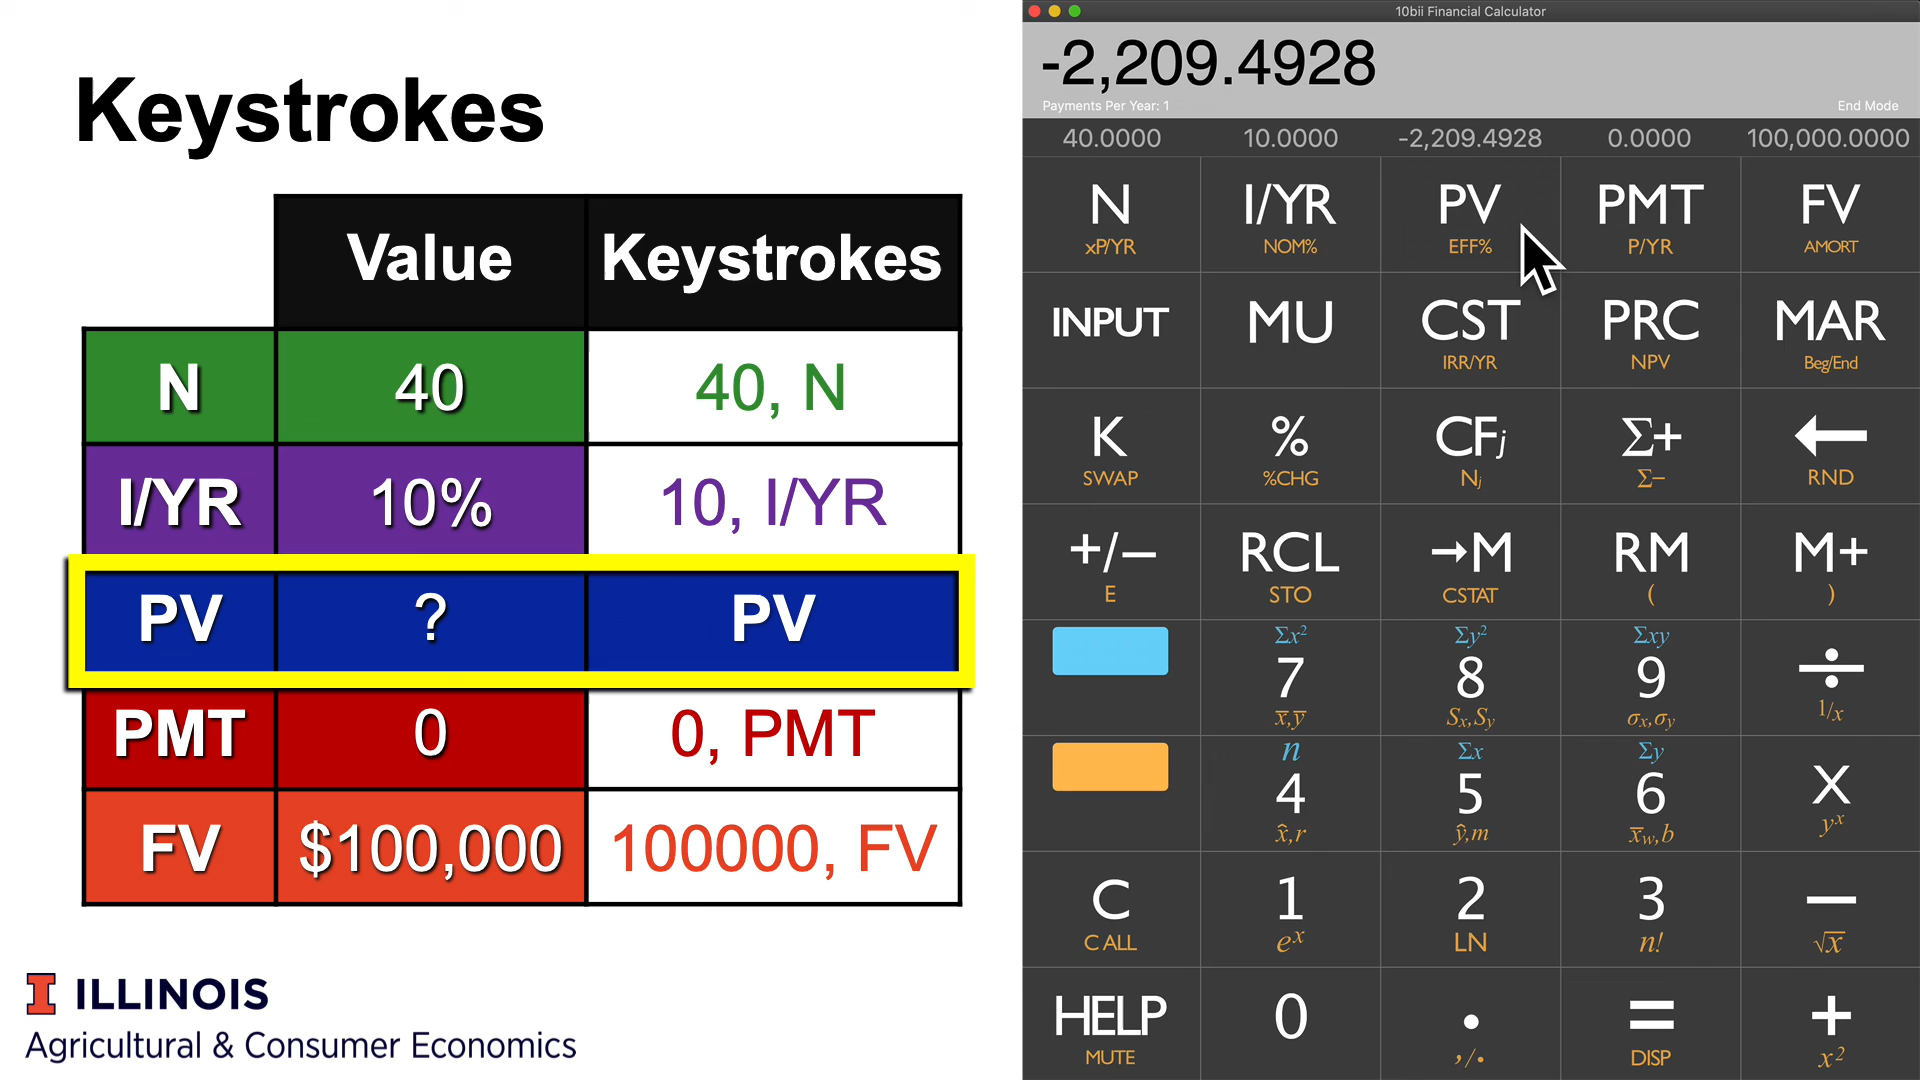 Keystrokes
Value Keystrokes
N 40 40, N
I/YR 10% 10, I/YR
PV ? PV
PMT 0 0, PMT
FV $100,000 100000, FV
I ILLINOIS
Agricultural & Consumer Economics
10bii Financial Calculator
-2,209.4928
Payments Per Year: 1 End Mode
40.0000 10.0000 -2,209.4928 0.0000 100,000.0000
N I/YR PV PMT FV
xP/YR NOM% EFF% P/YR AMORT
INPUT MU CST PRC MAR
IRR/YR NPV Beg/End
K % CFj Σ+ ←
SWAP %CHG Nj Σ− RND
+/− RCL →M RM M+
E STO CSTAT ( )
Σx² Σy² Σxy
7 8 9 ÷
x̅,y̅ Sx,Sy σx,σy 1/x
n Σx Σy
4 5 6 X
x̂,r ŷ,m x̅w,b yˣ
C 1 2 3 −
C ALL eˣ LN n! √x
HELP 0 . = +
MUTE ,/. DISP x²